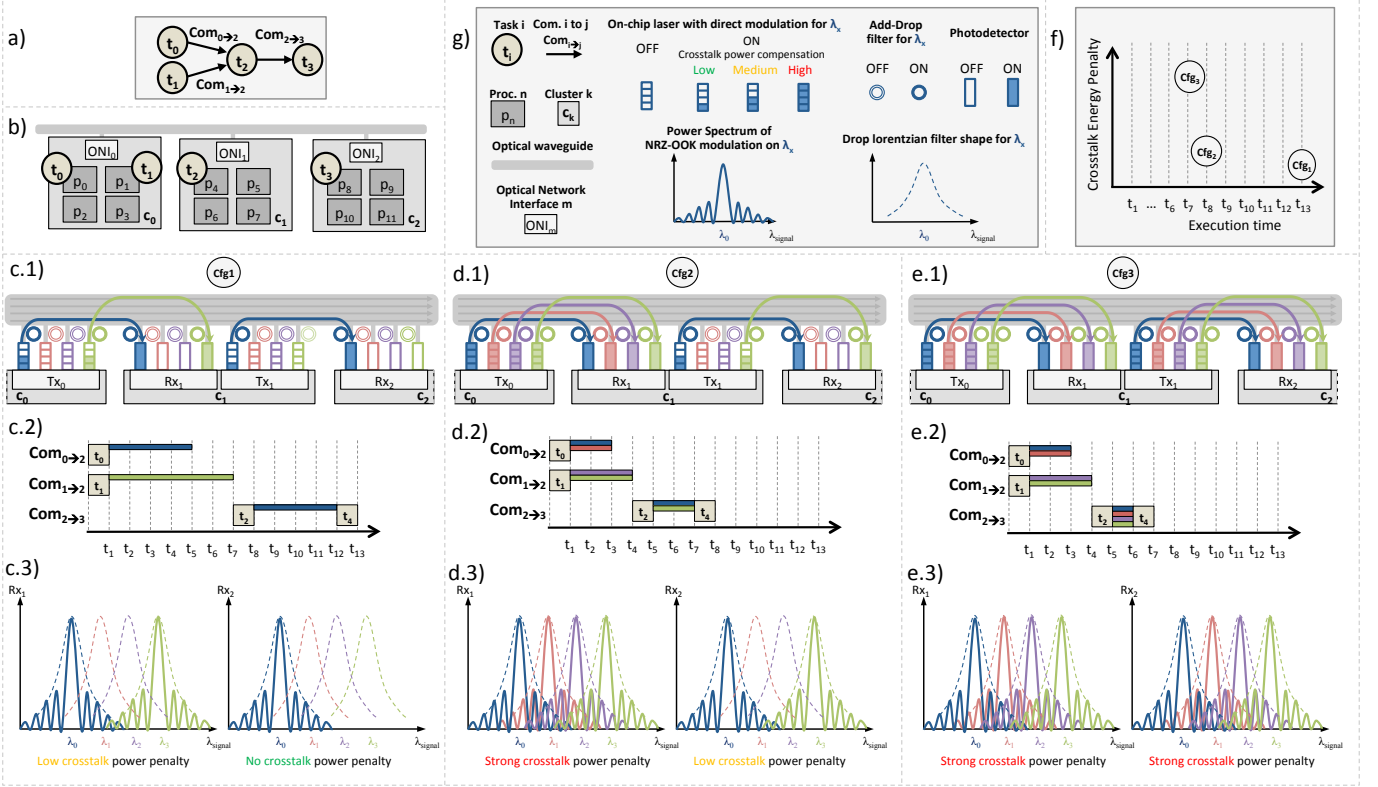 a)
Com0→2
Com2→3
t0
t2
t3
t1
Com1→2
b)
ONI0
ONI1
ONI2
t0
t1
t2
t3
p0
p1
p4
p5
p8
p9
p2
p3
c0
p6
p7
c1
p10
p11
c2
g)
Task i
Com. i to j
On-chip laser with direct modulation for λx
Add-Drop
filter for λx
Photodetector
ti
Comi→j
OFF
ON
Crosstalk power compensation
Low
Medium
High
OFF
ON
OFF
ON
Proc. n
Cluster k
pn
ck
Optical waveguide
Power Spectrum of
NRZ-OOK modulation on λx
Drop lorentzian filter shape for λx
Optical Network
Interface m
ONIm
λ0
λsignal
λ0
λsignal
f)
Crosstalk Energy Penalty
Cfg3
Cfg2
Cfg1
t1 ... t6 t7 t8 t9 t10 t11 t12 t13
Execution time
c.1)
Cfg1
Tx0
Rx1
Tx1
Rx2
c0
c1
c2
d.1)
Cfg2
Tx0
Rx1
Tx1
Rx2
c0
c1
c2
e.1)
Cfg3
Tx0
Rx1
Tx1
Rx2
c0
c1
c2
c.2)
Com0→2
t0
Com1→2
t1
Com2→3
t2
t4
t1 t2 t3 t4 t5 t6 t7 t8 t9 t10 t11 t12 t13
d.2)
Com0→2
t0
Com1→2
t1
Com2→3
t2
t4
t1 t2 t3 t4 t5 t6 t7 t8 t9 t10 t11 t12 t13
e.2)
Com0→2
t0
Com1→2
t1
Com2→3
t2
t4
t1 t2 t3 t4 t5 t6 t7 t8 t9 t10 t11 t12 t13
c.3)
Rx1
Rx2
λ0 λ1 λ2 λ3 λsignal
λ0 λ1 λ2 λ3 λsignal
Low crosstalk power penalty
No crosstalk power penalty
d.3)
Rx1
Rx2
λ0 λ1 λ2 λ3 λsignal
λ0 λ1 λ2 λ3 λsignal
Strong crosstalk power penalty
Low crosstalk power penalty
e.3)
Rx1
Rx2
λ0 λ1 λ2 λ3 λsignal
λ0 λ1 λ2 λ3 λsignal
Strong crosstalk power penalty
Strong crosstalk power penalty